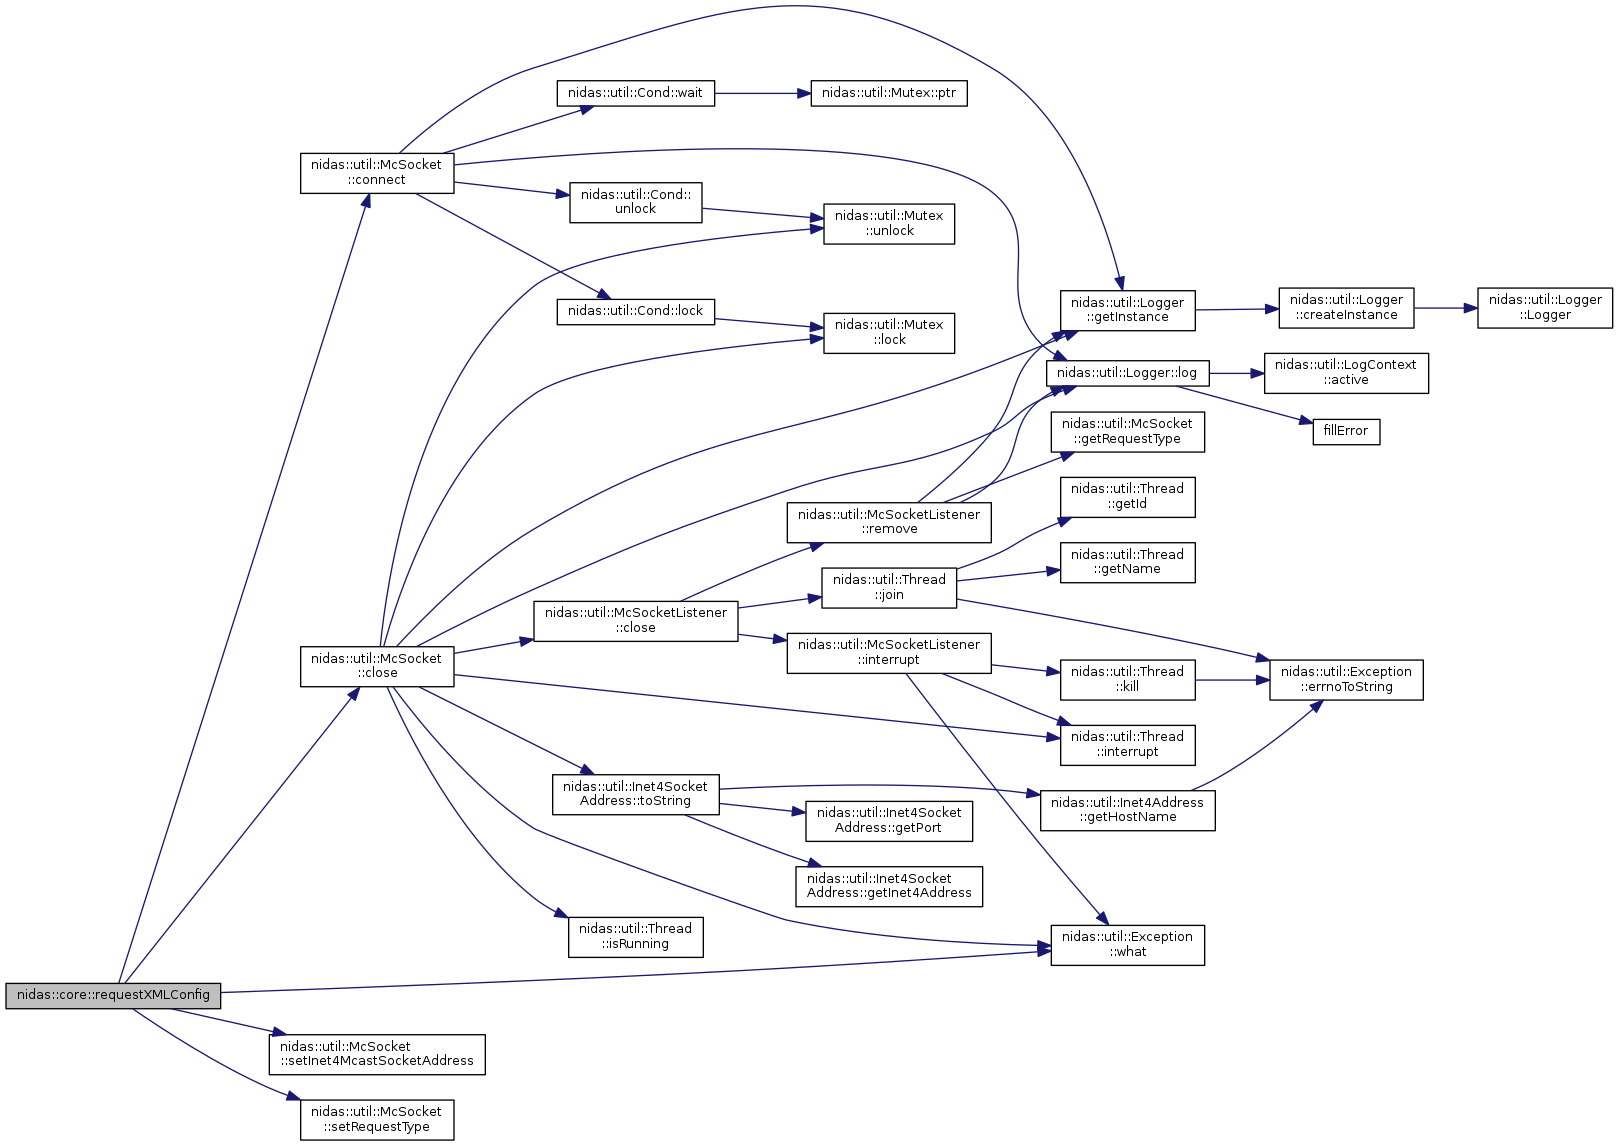 nidas::util::Cond::wait
nidas::util::Mutex::ptr
nidas::util::McSocket
::connect
nidas::util::Cond::
unlock
nidas::util::Mutex
::unlock
nidas::util::Cond::lock
nidas::util::Mutex
::lock
nidas::util::Logger
::getInstance
nidas::util::Logger
::createInstance
nidas::util::Logger
::Logger
nidas::util::Logger::log
nidas::util::LogContext
::active
fillError
nidas::util::McSocket
::getRequestType
nidas::util::Thread
::getId
nidas::util::McSocketListener
::remove
nidas::util::Thread
::getName
nidas::util::Thread
::join
nidas::util::McSocketListener
::close
nidas::util::McSocketListener
::interrupt
nidas::util::McSocket
::close
nidas::util::Thread
::kill
nidas::util::Exception
::errnoToString
nidas::util::Thread
::interrupt
nidas::util::Inet4Socket
Address::toString
nidas::util::Inet4Address
::getHostName
nidas::util::Inet4Socket
Address::getPort
nidas::util::Inet4Socket
Address::getInet4Address
nidas::util::Thread
::isRunning
nidas::util::Exception
::what
nidas::core::requestXMLConfig
nidas::util::McSocket
::setInet4McastSocketAddress
nidas::util::McSocket
::setRequestType